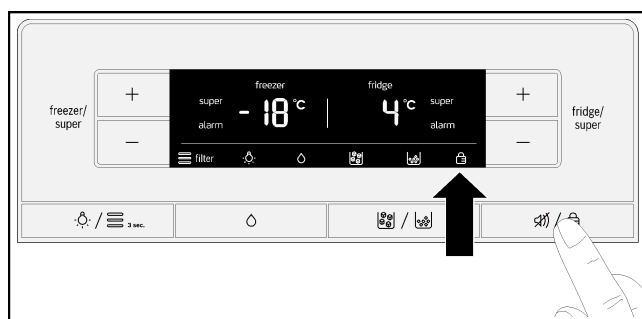 freezer/
super
+
−
freezer
super
alarm
- 18 °C
fridge
4 °C
super
alarm
filter
+
−
fridge/
super
/
3 sec.
/
/